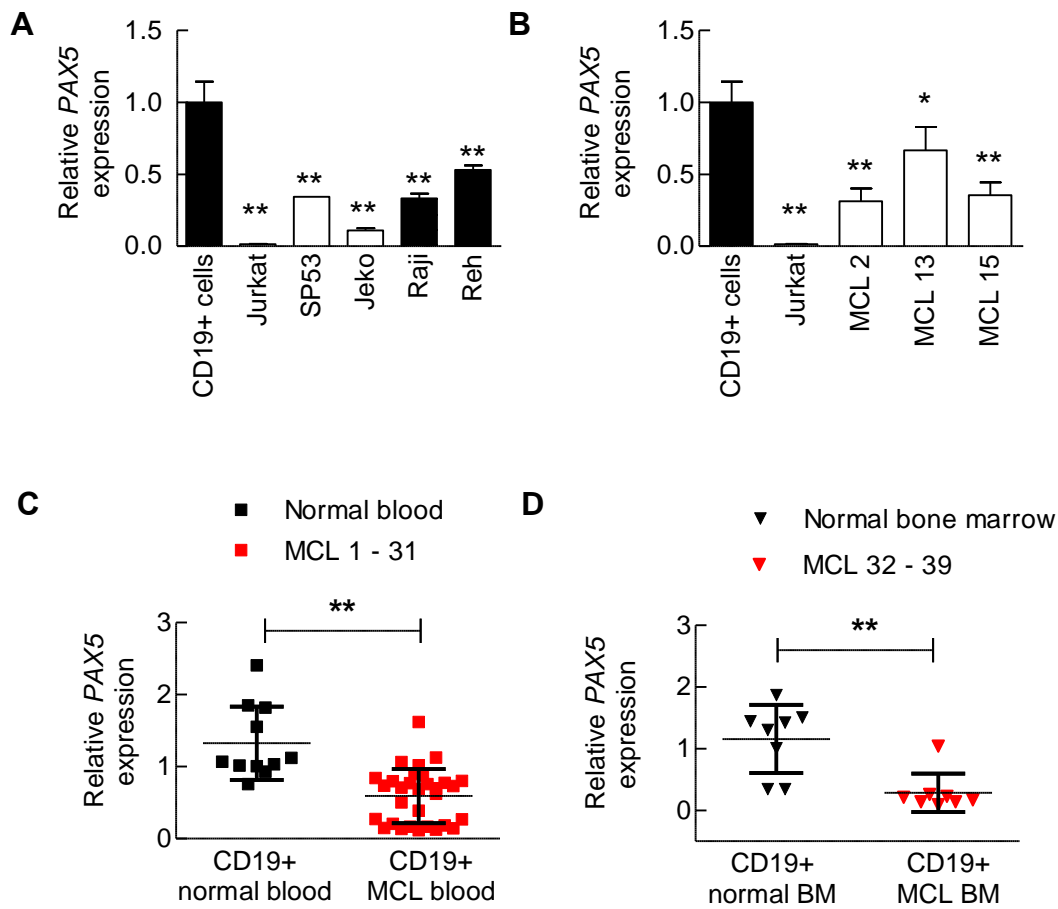 A
Relative PAX5
expression
1.5
1.0
0.5
0.0
**
**
**
**
**
CD19+ cells
Jurkat
SP53
Jeko
Raji
Reh
B
Relative PAX5
expression
1.5
1.0
0.5
0.0
**
**
*
**
CD19+ cells
Jurkat
MCL 2
MCL 13
MCL 15
C
Normal blood
MCL 1 - 31
Relative PAX5
expression
3
2
1
0
**
CD19+
normal blood
CD19+
MCL blood
D
Normal bone marrow
MCL 32 - 39
Relative PAX5
expression
3
2
1
0
**
CD19+
normal BM
CD19+
MCL BM